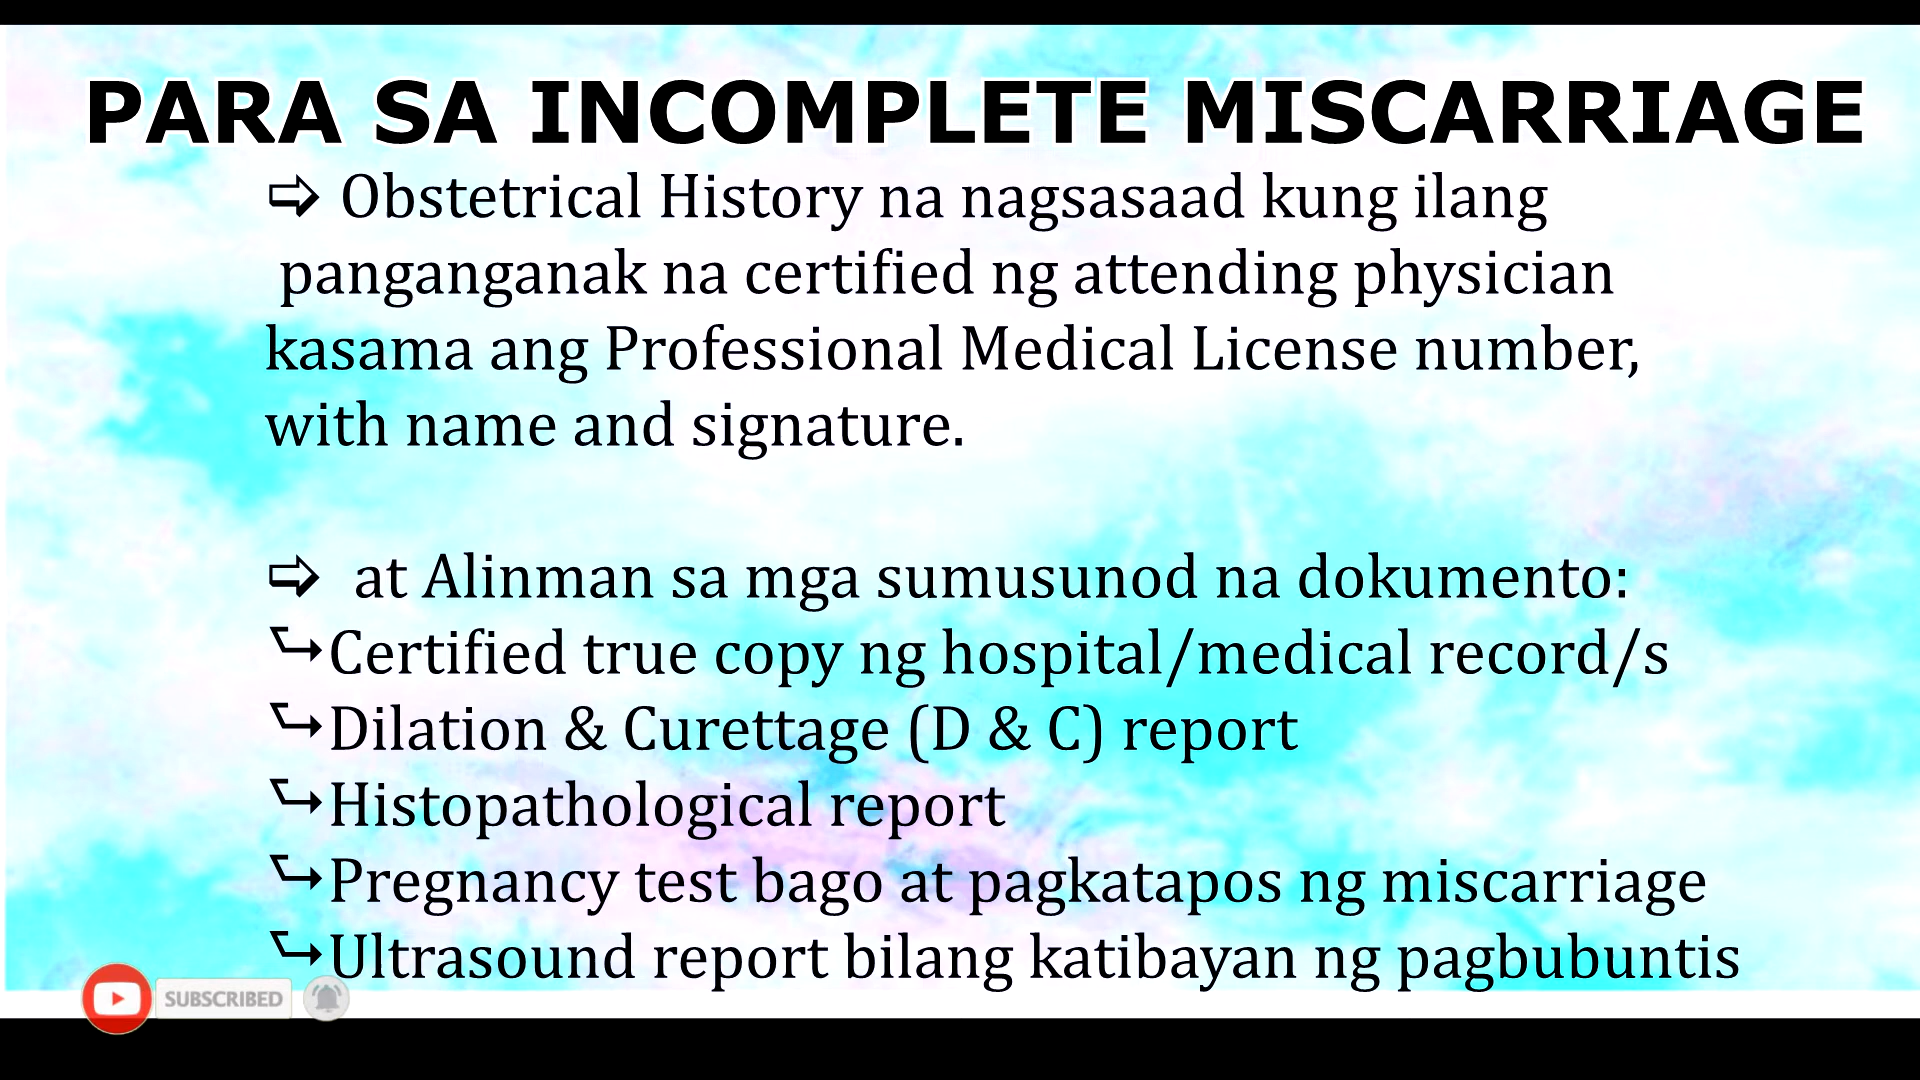 PARA SA INCOMPLETE MISCARRIAGE
⇨ Obstetrical History na nagsasaad kung ilang
panganganak na certified ng attending physician
kasama ang Professional Medical License number,
with name and signature.
⇨ at Alinman sa mga sumusunod na dokumento:
⮡Certified true copy ng hospital/medical record/s
⮡Dilation & Curettage (D & C) report
⮡Histopathological report
⮡Pregnancy test bago at pagkatapos ng miscarriage
⮡Ultrasound report bilang katibayan ng pagbubuntis
SUBSCRIBED